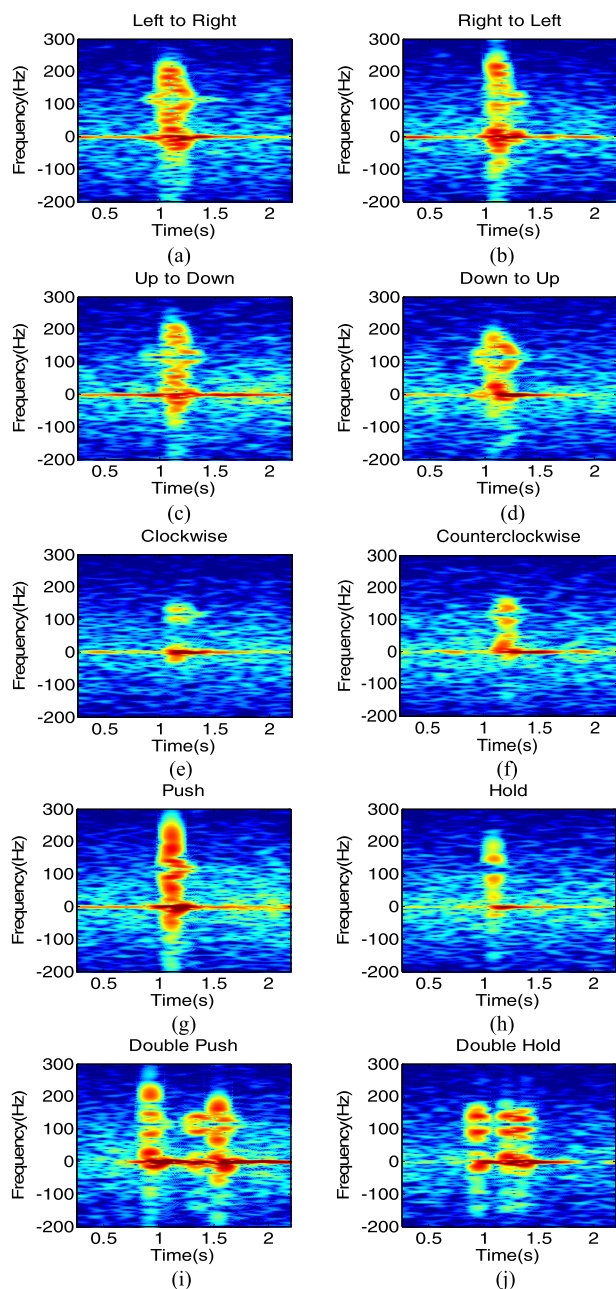 Left to Right
Right to Left
300
200
100
0
-100
-200
Frequency(Hz)
0.5 1 1.5 2
Time(s)
(a)
300
200
100
0
-100
-200
Frequency(Hz)
0.5 1 1.5 2
Time(s)
(b)
Up to Down
Down to Up
300
200
100
0
-100
-200
Frequency(Hz)
0.5 1 1.5 2
Time(s)
(c)
300
200
100
0
-100
-200
Frequency(Hz)
0.5 1 1.5 2
Time(s)
(d)
Clockwise
Counterclockwise
300
200
100
0
-100
-200
Frequency(Hz)
0.5 1 1.5 2
Time(s)
(e)
300
200
100
0
-100
-200
Frequency(Hz)
0.5 1 1.5 2
Time(s)
(f)
Push
Hold
300
200
100
0
-100
-200
Frequency(Hz)
0.5 1 1.5 2
Time(s)
(g)
300
200
100
0
-100
-200
Frequency(Hz)
0.5 1 1.5 2
Time(s)
(h)
Double Push
Double Hold
300
200
100
0
-100
-200
Frequency(Hz)
0.5 1 1.5 2
Time(s)
(i)
300
200
100
0
-100
-200
Frequency(Hz)
0.5 1 1.5 2
Time(s)
(j)